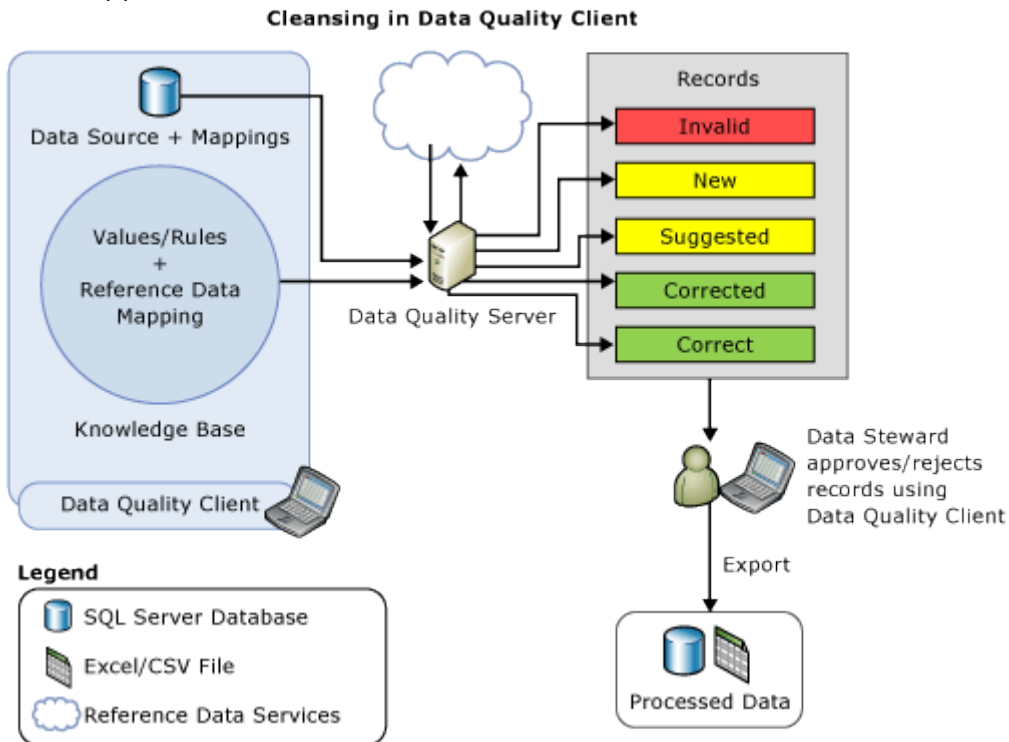 Cleansing in Data Quality Client
Data Source + Mappings
Values/Rules
+
Reference Data
Mapping
Knowledge Base
Data Quality Client
Data Quality Server
Records
Invalid
New
Suggested
Corrected
Correct
Data Steward
approves/rejects
records using
Data Quality Client
Export
Processed Data
Legend
SQL Server Database
Excel/CSV File
Reference Data Services